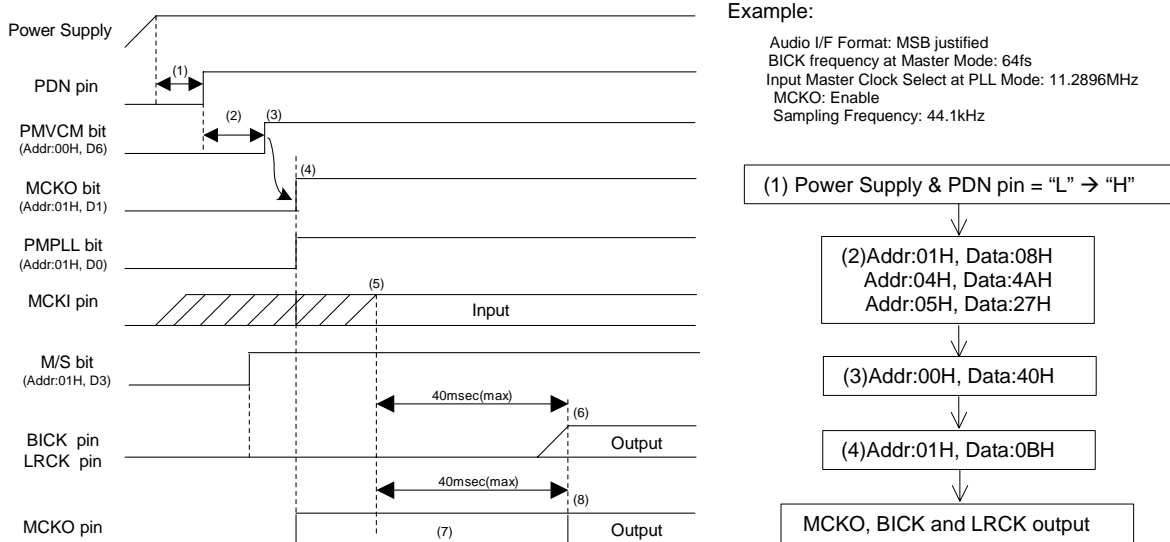 Power Supply
(1)
PDN pin
(2)
(3)
PMVCM bit
(Addr:00H, D6)
(4)
MCKO bit
(Addr:01H, D1)
PMPLL bit
(Addr:01H, D0)
(5)
MCKI pin
Input
M/S bit
(Addr:01H, D3)
40msec(max)
(6)
BICK pin
LRCK pin
Output
40msec(max)
(8)
MCKO pin
(7)
Output
Example:
Audio I/F Format: MSB justified
BICK frequency at Master Mode: 64fs
Input Master Clock Select at PLL Mode: 11.2896MHz
MCKO: Enable
Sampling Frequency: 44.1kHz
(1) Power Supply & PDN pin = “L” → “H”
(2)Addr:01H, Data:08H
Addr:04H, Data:4AH
Addr:05H, Data:27H
(3)Addr:00H, Data:40H
(4)Addr:01H, Data:0BH
MCKO, BICK and LRCK output